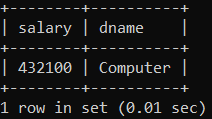 +--------+----------+
| salary | dname    |
+--------+----------+
| 432100 | Computer |
+--------+----------+
1 row in set (0.01 sec)